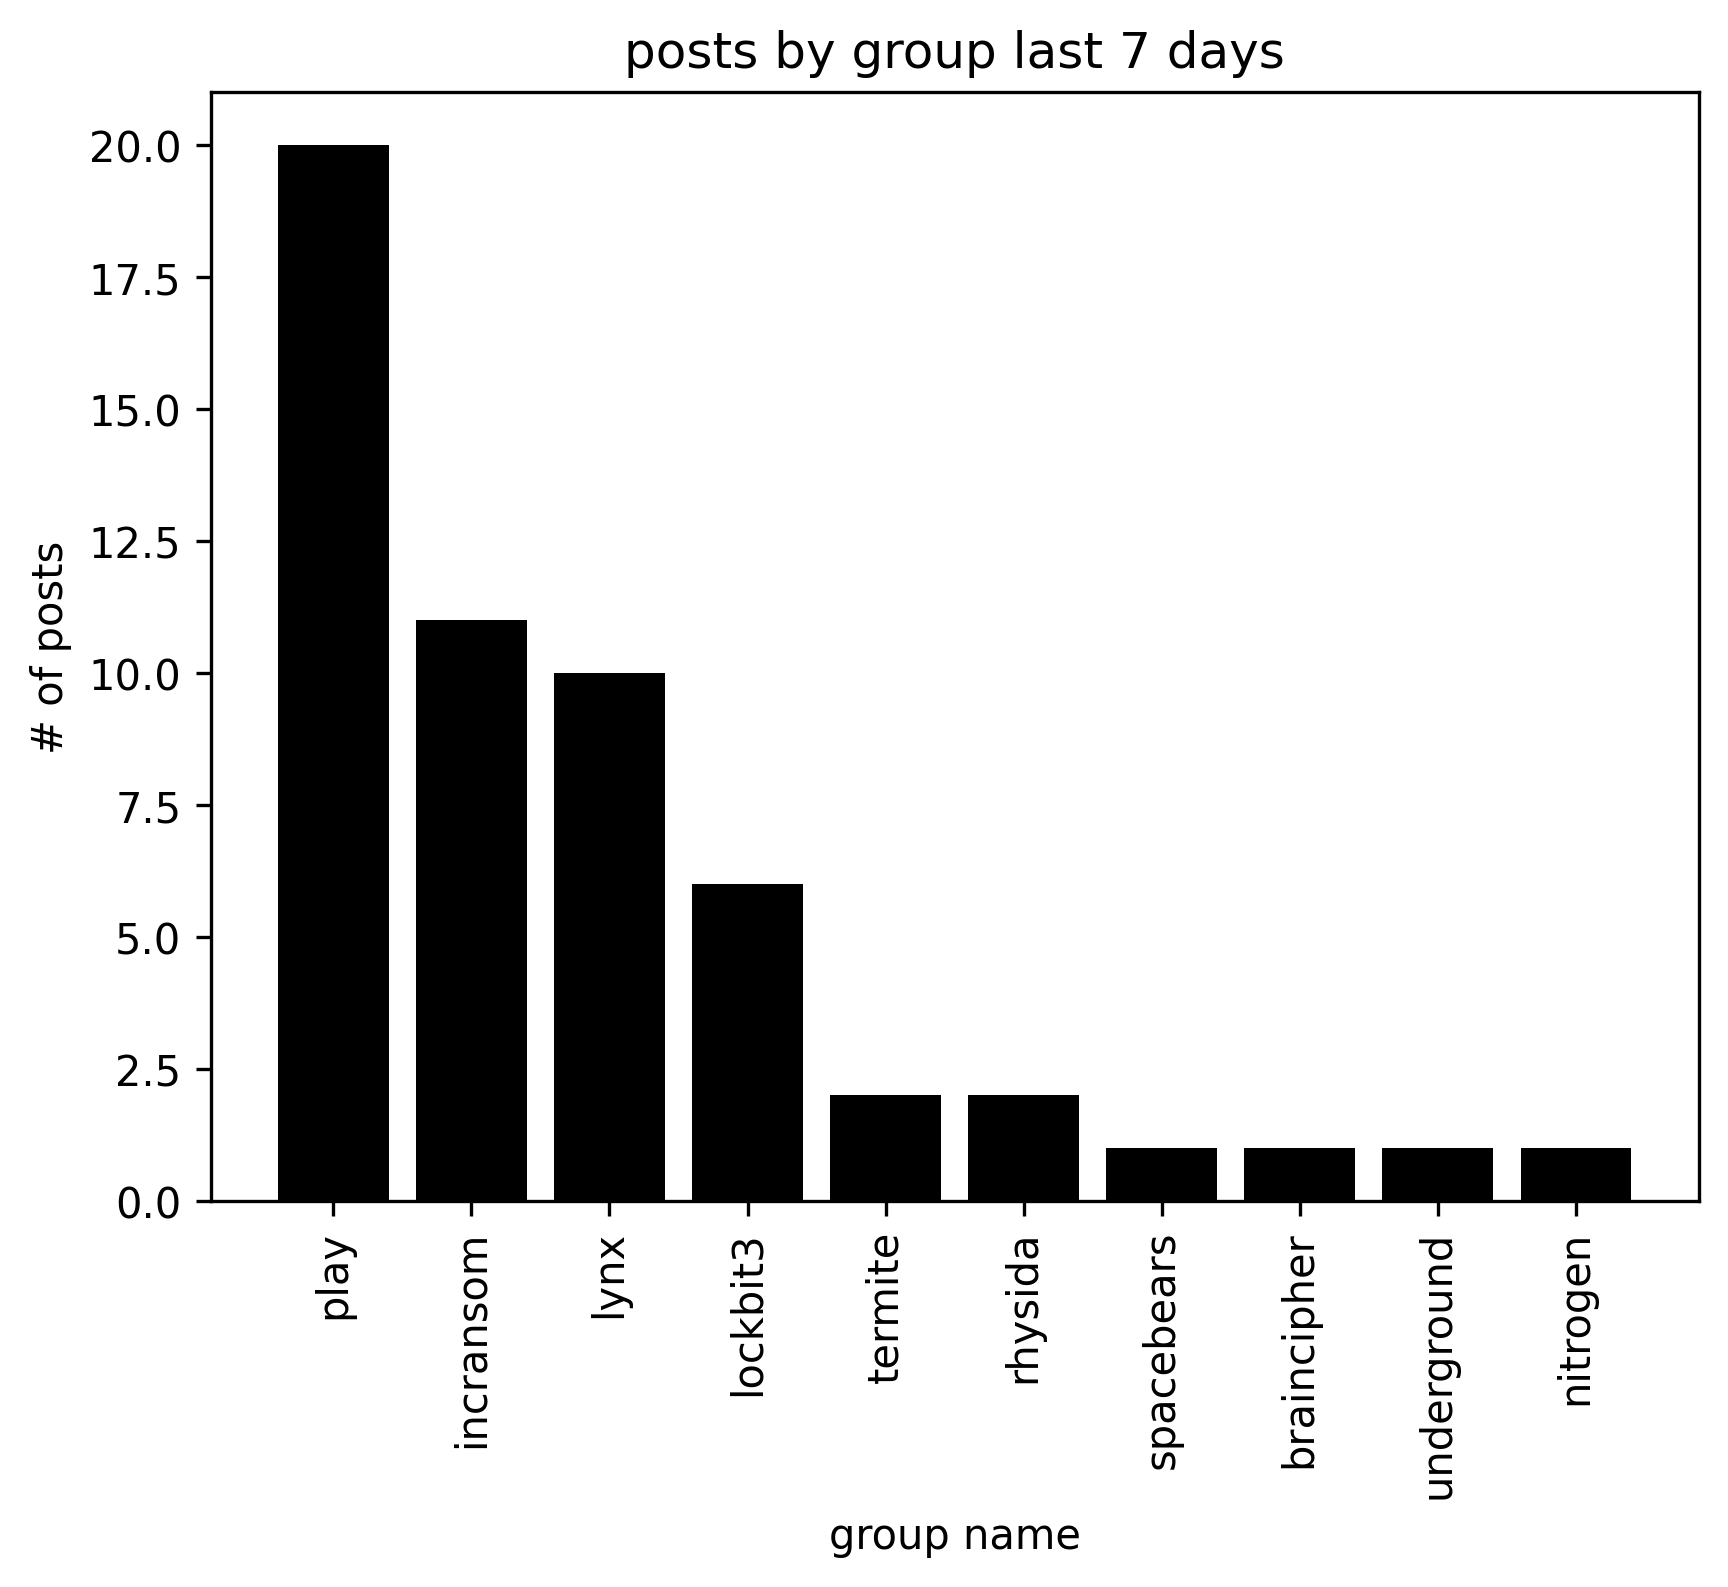 posts by group last 7 days
20.0
17.5
15.0
12.5
10.0
7.5
5.0
2.5
0.0
# of posts
play
incransom
lynx
lockbit3
termite
rhysida
spacebears
braincipher
underground
nitrogen
group name